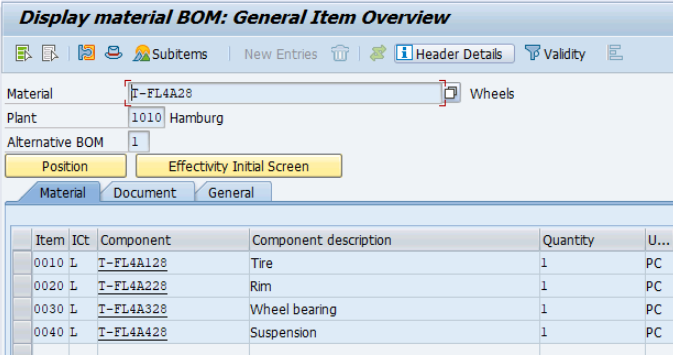 Display material BOM: General Item Overview
Subitems New Entries Header Details Validity
Material T-FL4A28 Wheels
Plant 1010 Hamburg
Alternative BOM 1
Position Effectivity Initial Screen
Material Document General
Item ICt Component Component description Quantity U...
0010 L T-FL4A128 Tire 1 PC
0020 L T-FL4A228 Rim 1 PC
0030 L T-FL4A328 Wheel bearing 1 PC
0040 L T-FL4A428 Suspension 1 PC